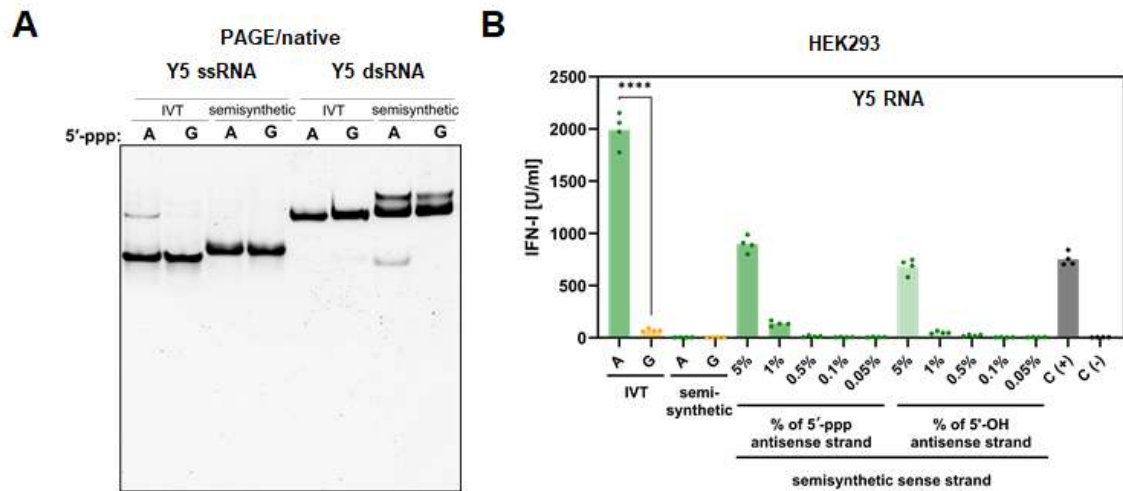 A
PAGE/native
Y5 ssRNA Y5 dsRNA
IVT semisynthetic IVT semisynthetic
5′-ppp: A G A G A G A G
B
HEK293
Y5 RNA
****
IFN-I [U/ml]
2500
2000
1500
1000
500
0
A G A G 5% 1% 0.5% 0.1% 0.05% 5% 1% 0.5% 0.1% 0.05% C (+) C (-)
IVT semi-
synthetic
% of 5′-ppp % of 5'-OH
antisense strand antisense strand
semisynthetic sense strand